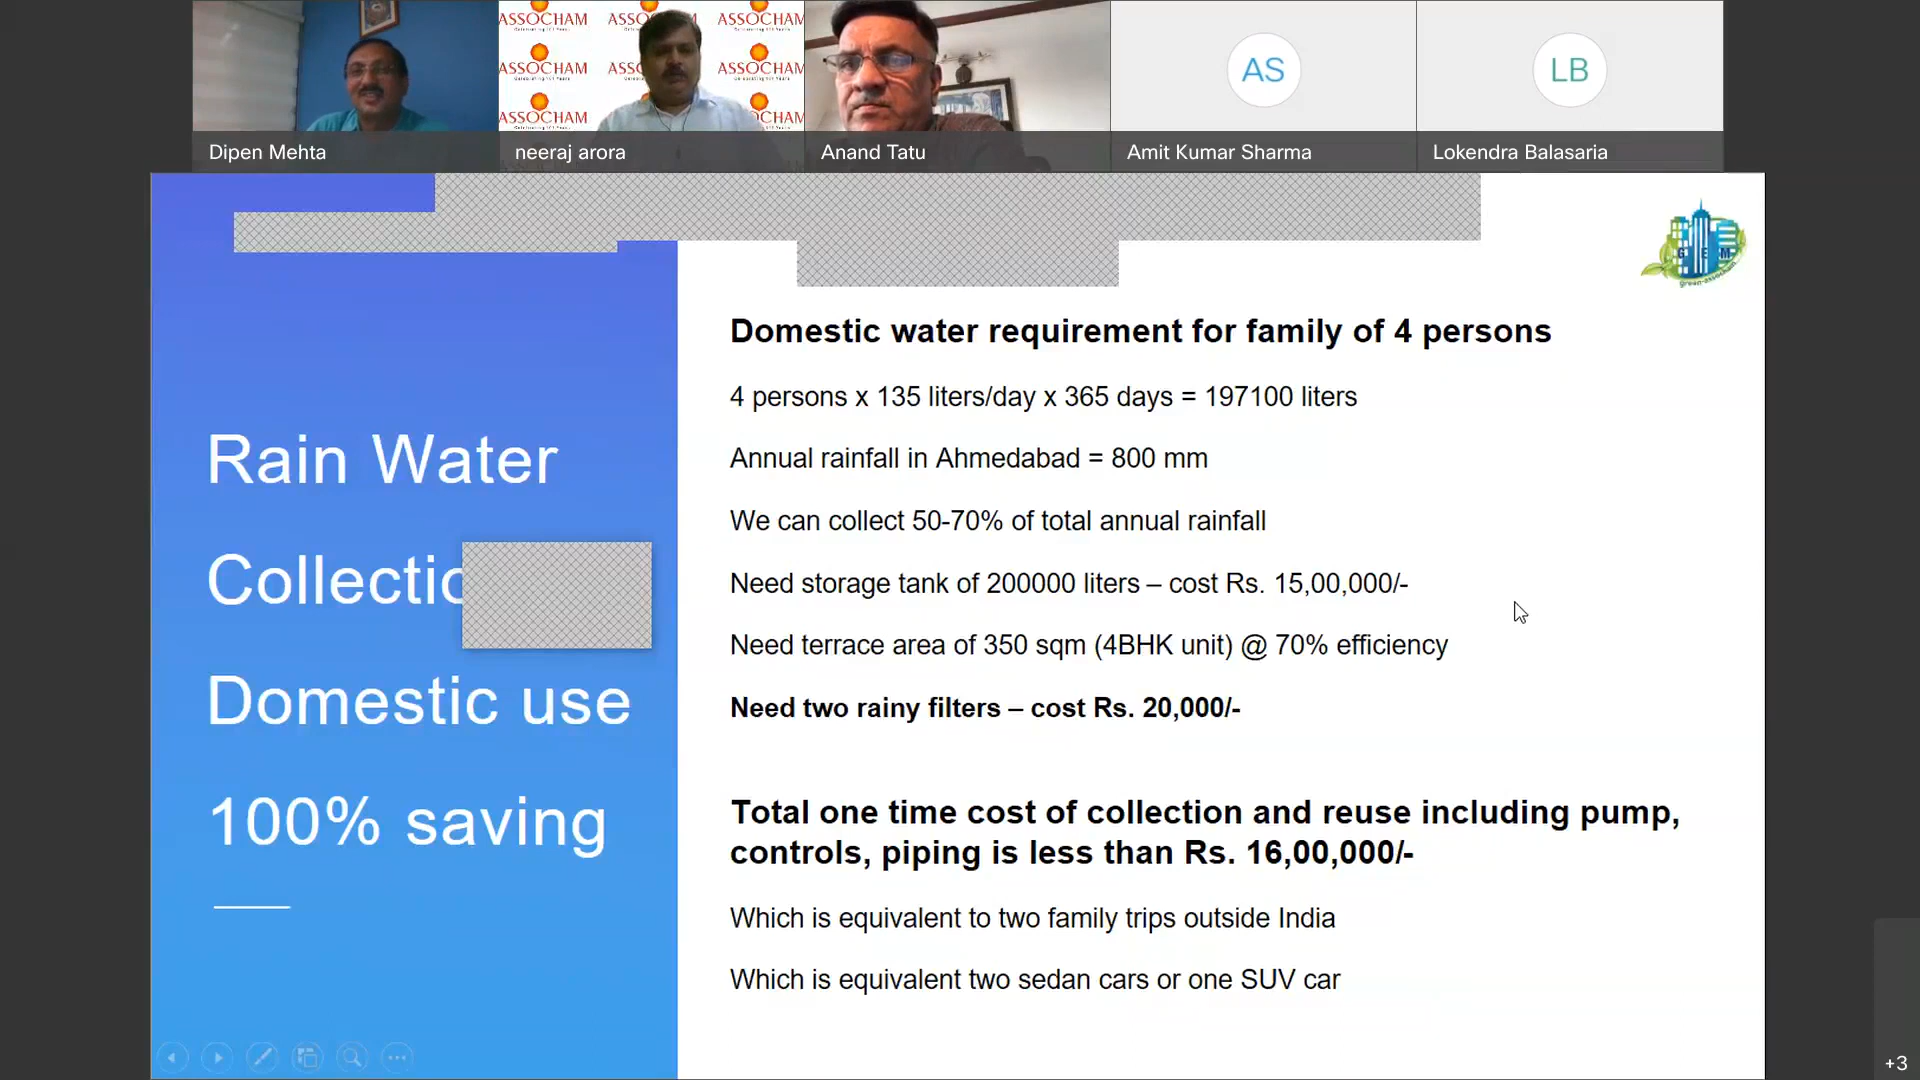 ASSOCHAM ASSOCHAM ASSOCHAM
ASSOCHAM ASSOCHAM
ASSOCHAM ASSOCHAM
AS
LB
Dipen Mehta
neeraj arora
Anand Tatu
Amit Kumar Sharma
Lokendra Balasaria
GEM
green-assocham
Rain Water
Domestic use
100% saving
Domestic water requirement for family of 4 persons
4 persons x 135 liters/day x 365 days = 197100 liters
Annual rainfall in Ahmedabad = 800 mm
We can collect 50-70% of total annual rainfall
Need storage tank of 200000 liters – cost Rs. 15,00,000/-
Need terrace area of 350 sqm (4BHK unit) @ 70% efficiency
Need two rainy filters – cost Rs. 20,000/-
Total one time cost of collection and reuse including pump,
controls, piping is less than Rs. 16,00,000/-
Which is equivalent to two family trips outside India
Which is equivalent two sedan cars or one SUV car
+3